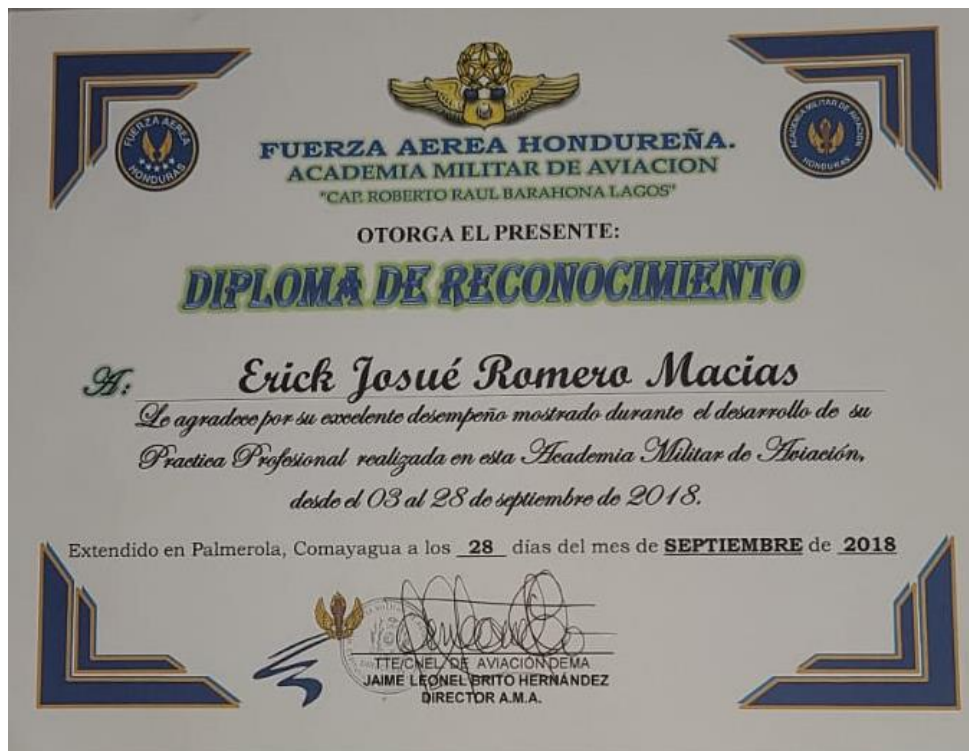 FUERZA AEREA HONDURAS
ACADEMIA MILITAR DE AVIACION HONDURAS
FUERZA AEREA HONDUREÑA.
ACADEMIA MILITAR DE AVIACION
"CAP. ROBERTO RAUL BARAHONA LAGOS"
OTORGA EL PRESENTE:
DIPLOMA DE RECONOCIMIENTO
A: Erick Josué Romero Macias
Le agradece por su excelente desempeño mostrado durante el desarrollo de su
Practica Profesional realizada en esta Academia Militar de Aviación,
desde el 03 al 28 de septiembre de 2018.
Extendido en Palmerola, Comayagua a los 28 días del mes de SEPTIEMBRE de 2018
TTE/CNEL. DE AVIACIÓN DEMA
JAIME LEONEL BRITO HERNÁNDEZ
DIRECTOR A.M.A.